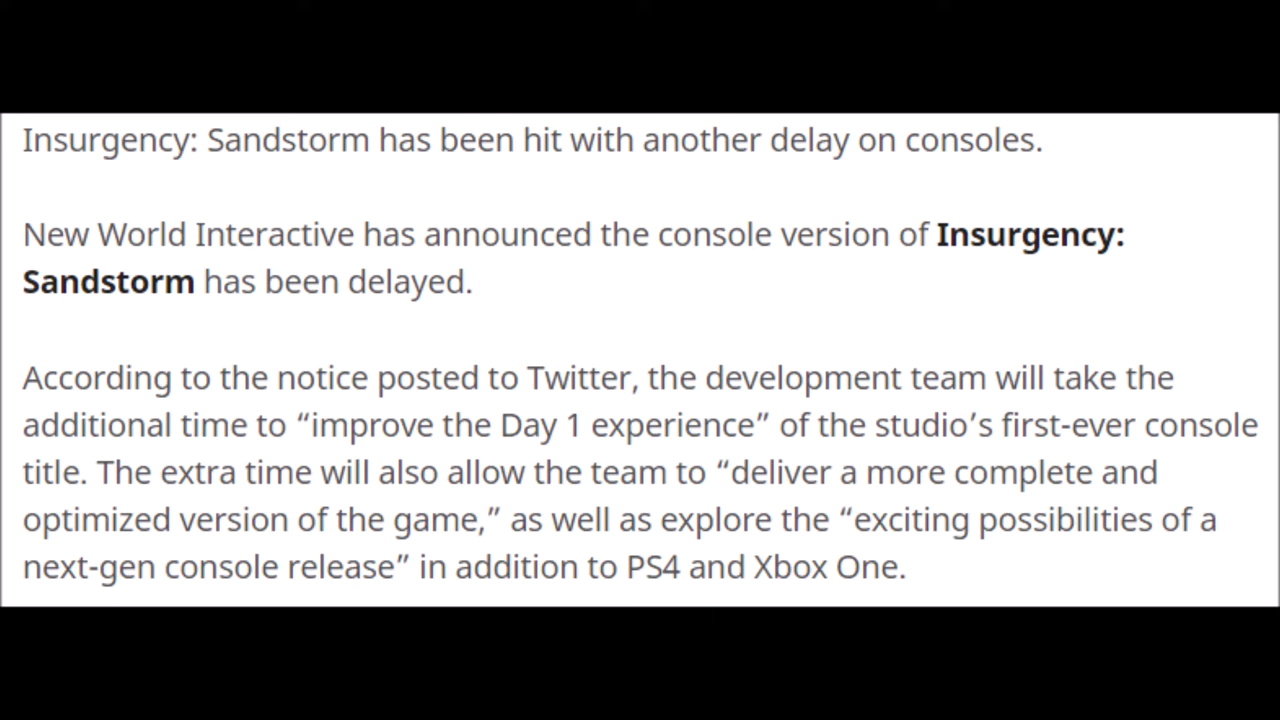 Insurgency: Sandstorm has been hit with another delay on consoles.
New World Interactive has announced the console version of Insurgency:
Sandstorm has been delayed.
According to the notice posted to Twitter, the development team will take the
additional time to “improve the Day 1 experience” of the studio’s first-ever console
title. The extra time will also allow the team to “deliver a more complete and
optimized version of the game,” as well as explore the “exciting possibilities of a
next-gen console release” in addition to PS4 and Xbox One.